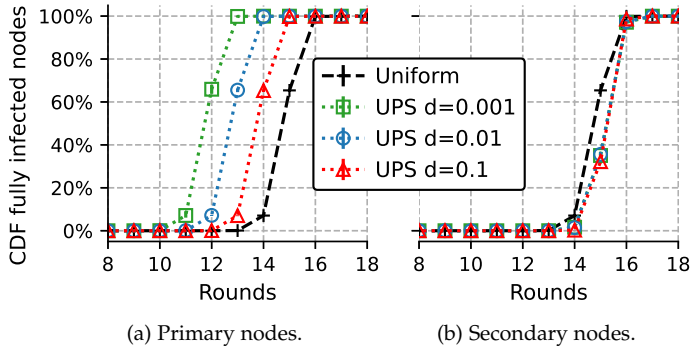 CDF fully infected nodes
100%
80%
60%
40%
20%
0%
8 10 12 14 16 18
Rounds
8 10 12 14 16 18
Rounds
Uniform
UPS d=0.001
UPS d=0.01
UPS d=0.1
(a) Primary nodes.
(b) Secondary nodes.